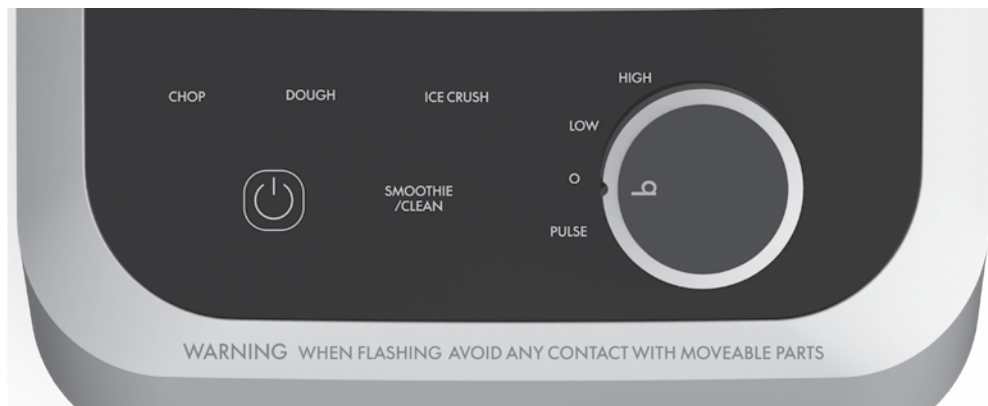 HIGH
CHOP DOUGH ICE CRUSH
LOW
O
SMOOTHIE
/CLEAN
PULSE
b
WARNING WHEN FLASHING AVOID ANY CONTACT WITH MOVEABLE PARTS